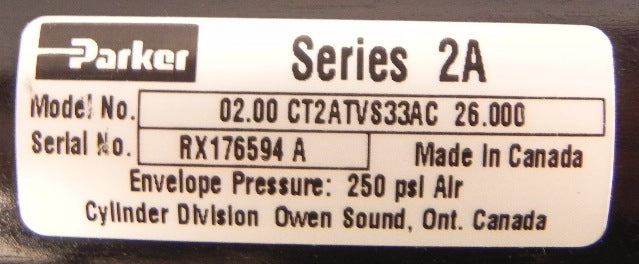 Parker Series 2A
Model No. 02.00 CT2ATVS33AC 26.000
Serial No. RX176594 A Made In Canada
Envelope Pressure: 250 psi Air
Cylinder Division Owen Sound, Ont. Canada